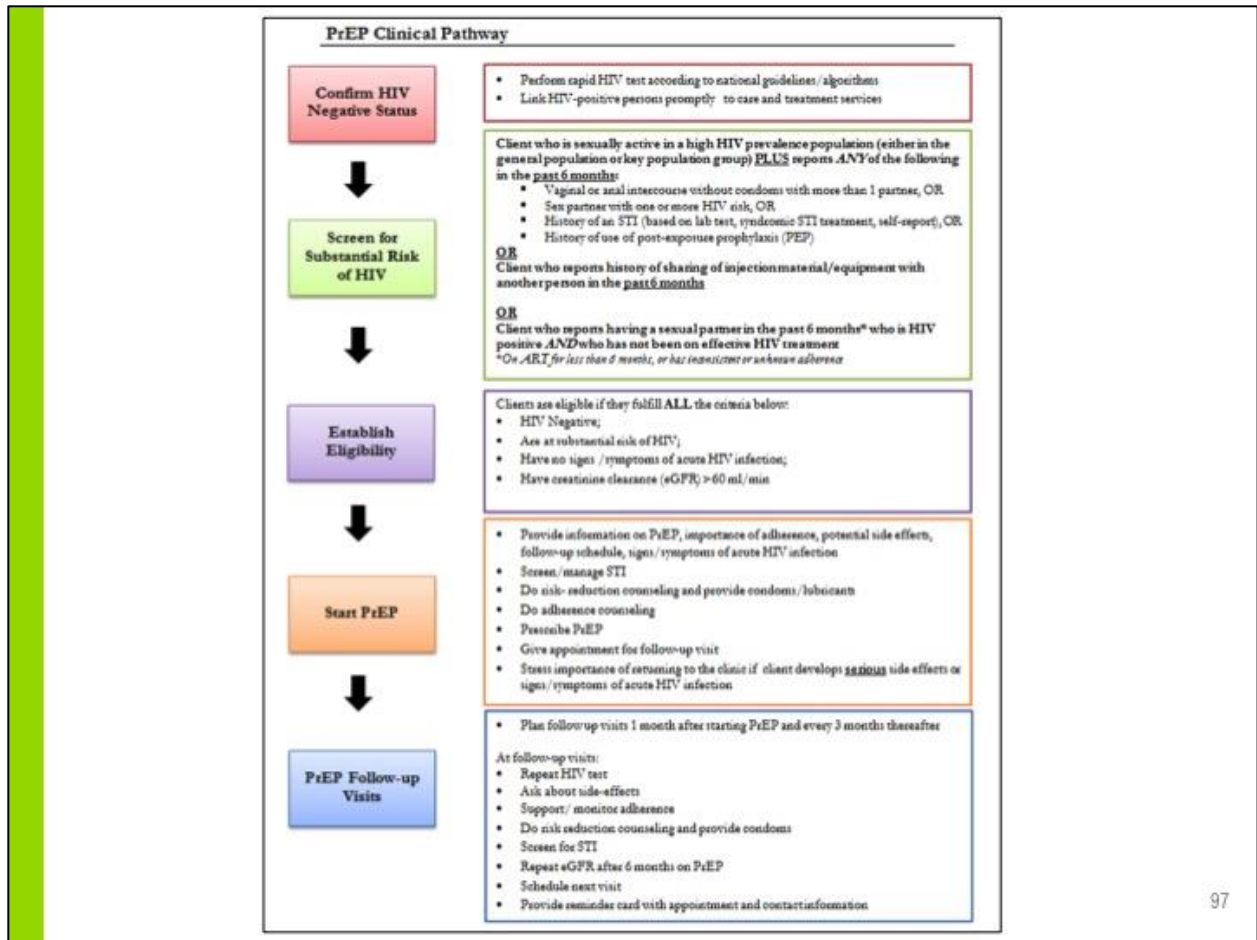 PrEP Clinical Pathway
Confirm HIV
Negative Status
• Perform rapid HIV test according to national guidelines/algorithms
• Link HIV-positive persons promptly to care and treatment services
Screen for
Substantial Risk
of HIV
Client who is sexually active in a high HIV prevalence population (either in the
general population or key population group) PLUS reports ANY of the following
in the past 6 months:
▪ Vaginal or anal intercourse without condoms with more than 1 partner, OR
▪ Sex partner with one or more HIV risk, OR
▪ History of an STI (based on lab test, syndromic STI treatment, self-report), OR
▪ History of use of post-exposure prophylaxis (PEP)
OR
Client who reports history of sharing of injection material/equipment with
another person in the past 6 months
OR
Client who reports having a sexual partner in the past 6 months* who is HIV
positive AND who has not been on effective HIV treatment
*On ART for less than 6 months, or has inconsistent or unknown adherence
Establish
Eligibility
Clients are eligible if they fulfill ALL the criteria below:
• HIV Negative;
• Are at substantial risk of HIV;
• Have no signs /symptoms of acute HIV infection;
• Have creatinine clearance (eGFR) >60 ml/min
Start PrEP
• Provide information on PrEP, importance of adherence, potential side effects,
follow-up schedule, signs/symptoms of acute HIV infection
• Screen/manage STI
• Do risk- reduction counseling and provide condoms/lubricants
• Do adherence counseling
• Prescribe PrEP
• Give appointment for follow-up visit
• Stress importance of returning to the clinic if client develops serious side effects or
signs/symptoms of acute HIV infection
PrEP Follow-up
Visits
• Plan follow up visits 1 month after starting PrEP and every 3 months thereafter
At follow-up visits:
• Repeat HIV test
• Ask about side-effects
• Support/ monitor adherence
• Do risk reduction counseling and provide condoms
• Screen for STI
• Repeat eGFR after 6 months on PrEP
• Schedule next visit
• Provide reminder card with appointment and contact information
97